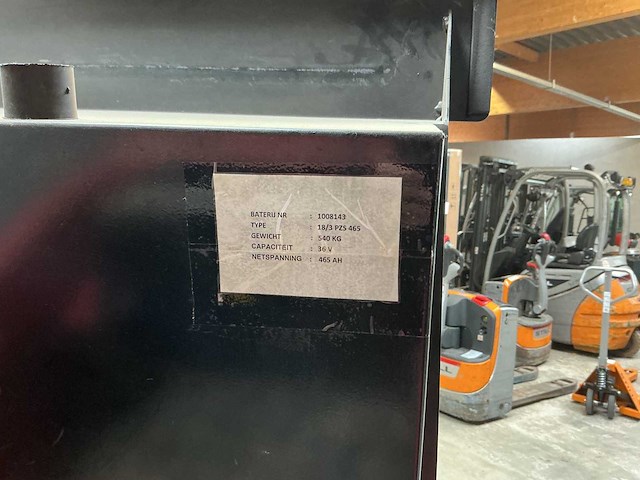 BATERIJ NR : 1008143
TYPE : 18/3 PZS 465
GEWICHT : 540 KG
CAPACITEIT : 36 V
NETSPANNING : 465 AH